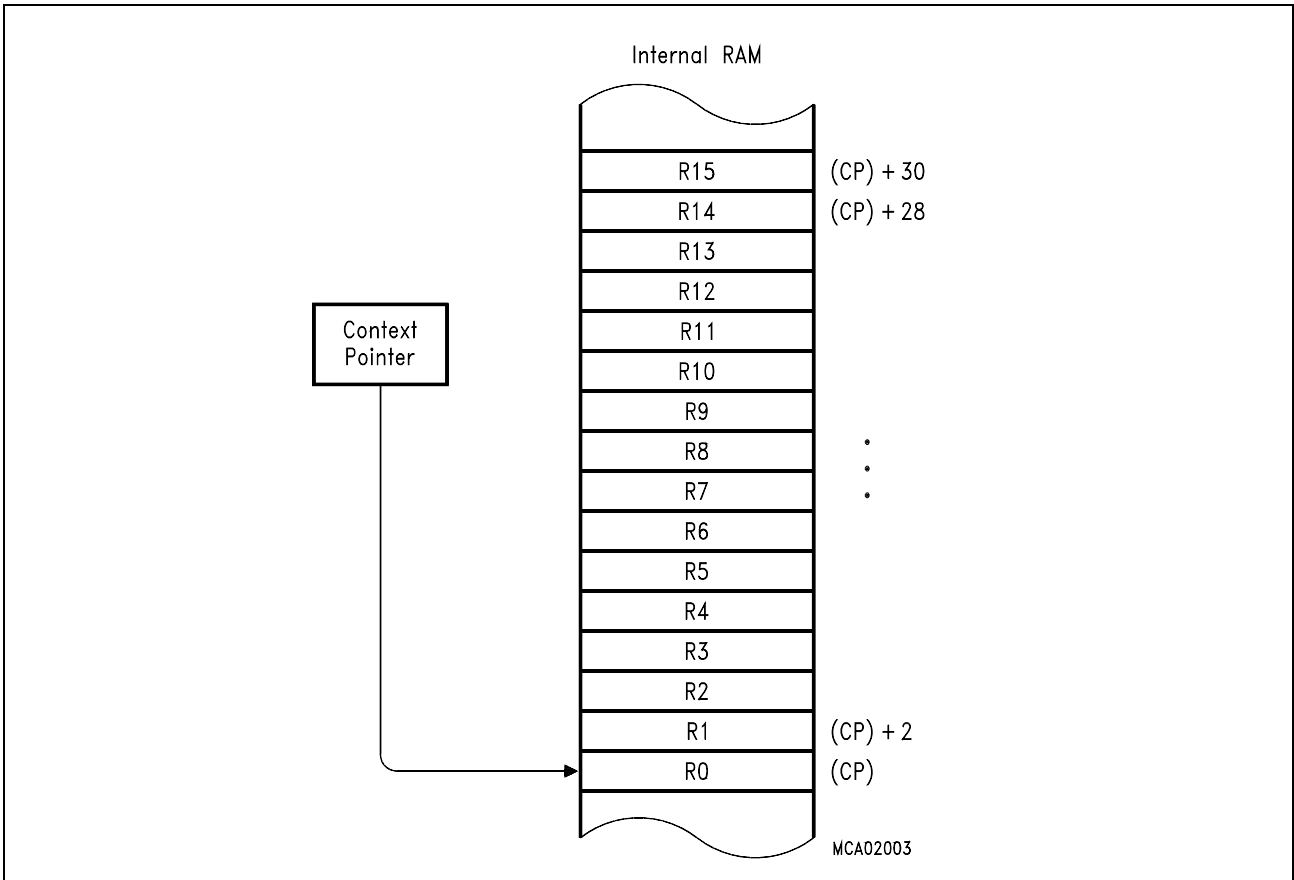 Internal RAM
R15 (CP) + 30
R14 (CP) + 28
R13
R12
R11
Context
Pointer
R10
R9
R8
R7
R6
R5
R4
R3
R2
R1 (CP) + 2
R0 (CP)
MCA02003